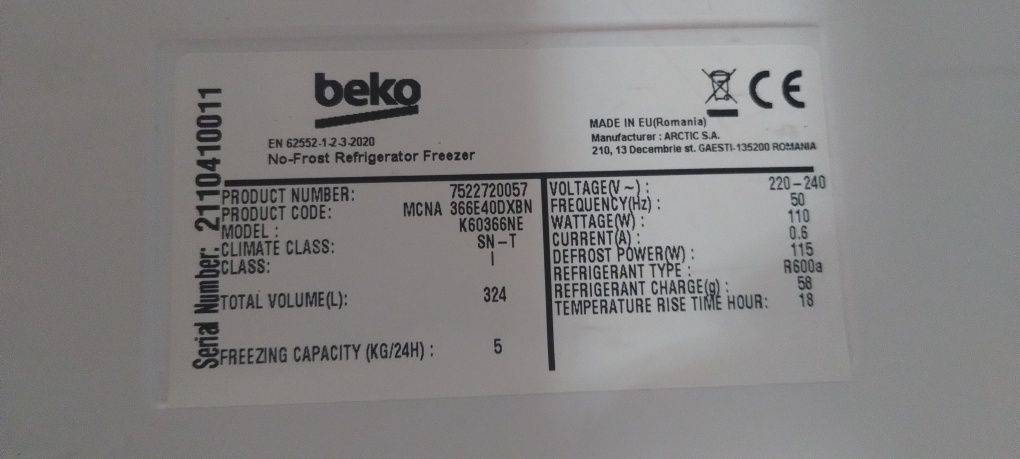 beko
EN 62552-1-2-3-2020
No-Frost Refrigerator Freezer
MADE IN EU(Romania)
Manufacturer : ARCTIC S.A.
210, 13 Decembrie st. GAESTI-135200 ROMANIA
Serial Number: 2110410011
PRODUCT NUMBER: 7522720057
PRODUCT CODE: MCNA 366E40DXBN
MODEL : K60366NE
CLIMATE CLASS: SN-T
CLASS: I
TOTAL VOLUME(L): 324
FREEZING CAPACITY (KG/24H) : 5
VOLTAGE(V ~) : 220-240
FREQUENCY(Hz) : 50
WATTAGE(W) : 110
CURRENT(A) : 0.6
DEFROST POWER(W) : 115
REFRIGERANT TYPE : R600a
REFRIGERANT CHARGE(g) : 58
TEMPERATURE RISE TIME HOUR: 18